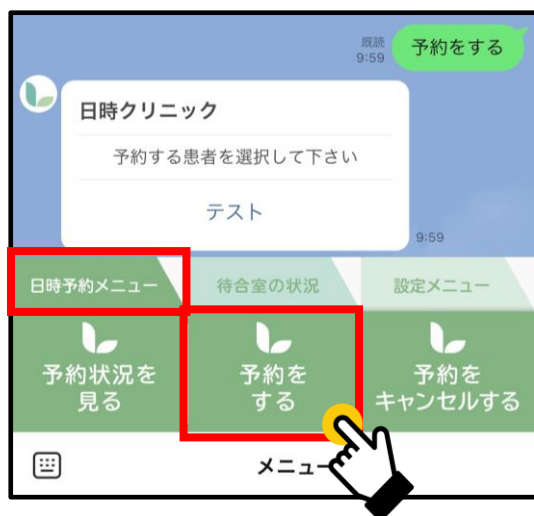 既読
9:59
予約をする
日時クリニック
予約する患者を選択して下さい
テスト
9:59
日時予約メニュー
待合室の状況
設定メニュー
予約状況を
見る
予約を
する
予約を
キャンセルする
メニュー